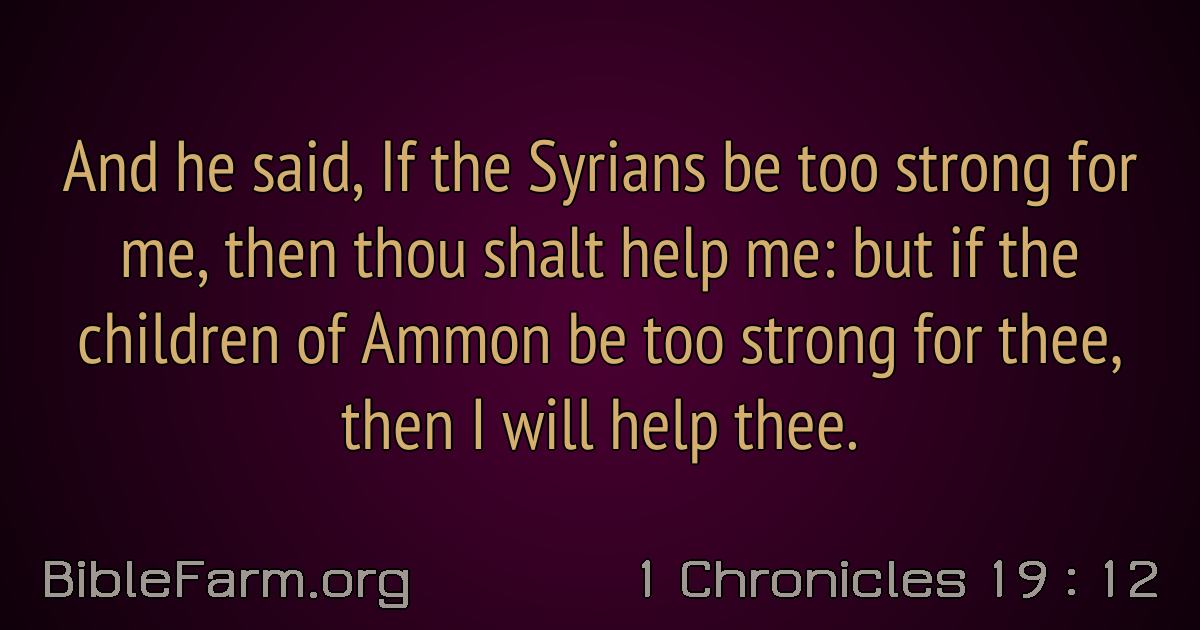 And he said, If the Syrians be too strong for
me, then thou shalt help me: but if the
children of Ammon be too strong for thee,
then I will help thee.
BibleFarm.org
1 Chronicles 19 : 12